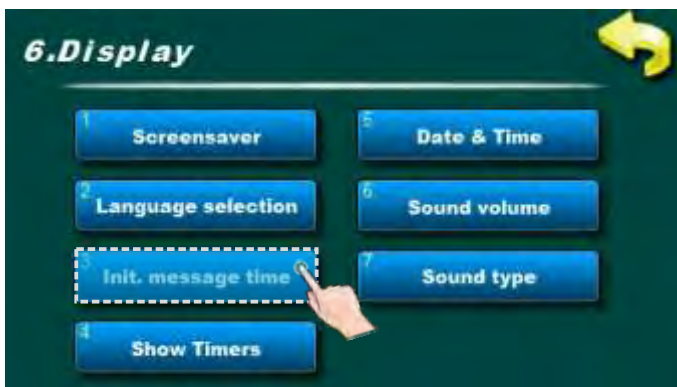 6.Display
1
Screensaver
2
Language selection
3
Init. message time
4
Show Timers
5
Date & Time
6
Sound volume
7
Sound type